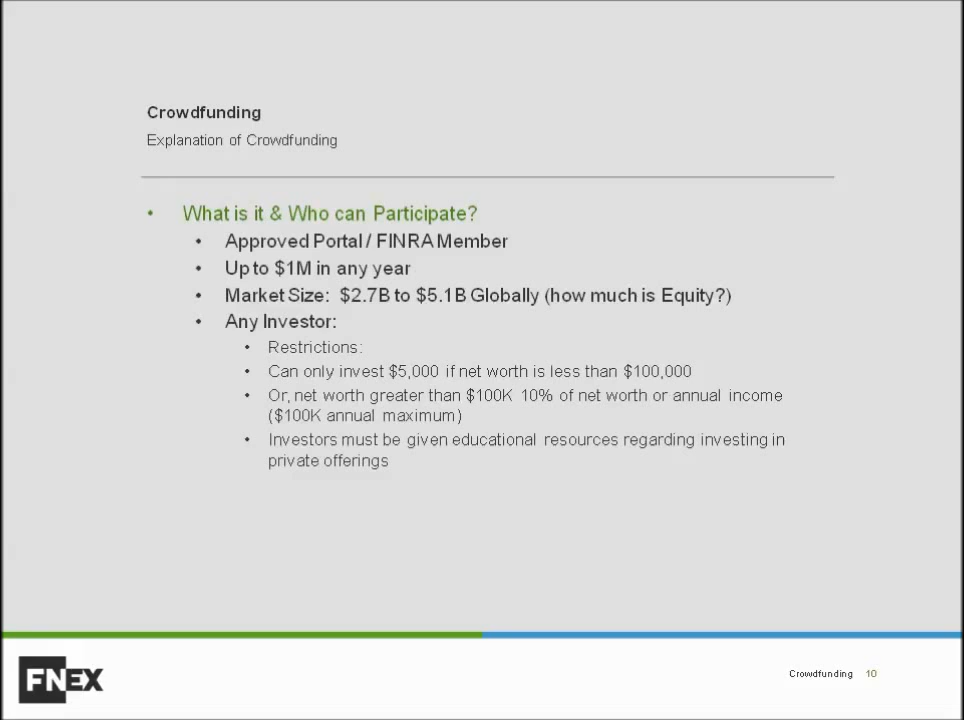 Crowdfunding
Explanation of Crowdfunding
• What is it & Who can Participate?
• Approved Portal / FINRA Member
• Up to $1M in any year
• Market Size: $2.7B to $5.1B Globally (how much is Equity?)
• Any Investor:
• Restrictions:
• Can only invest $5,000 if net worth is less than $100,000
• Or, net worth greater than $100K 10% of net worth or annual income
($100K annual maximum)
• Investors must be given educational resources regarding investing in
private offerings
FNEX
Crowdfunding 10